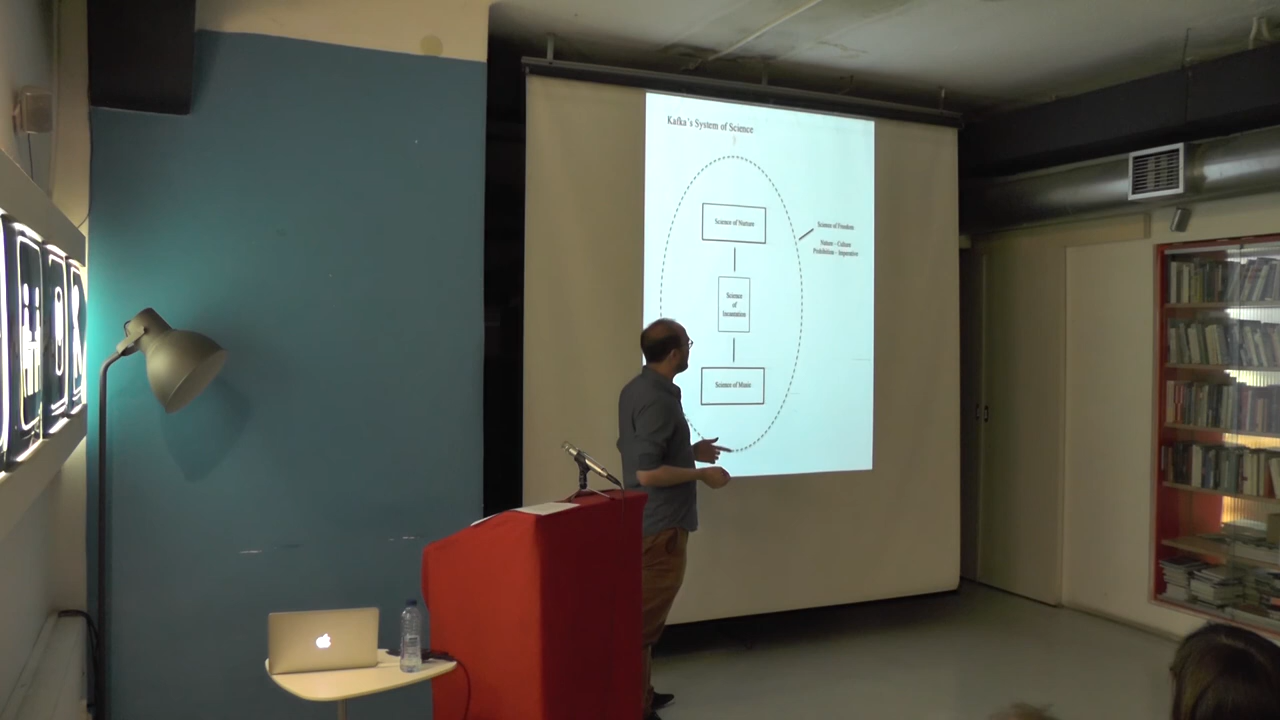 Kafka's System of Science
Science of Nurture
Science of Freedom
Nature – Culture
Prohibition – Imperative
Science
of
Incantation
Science of Music